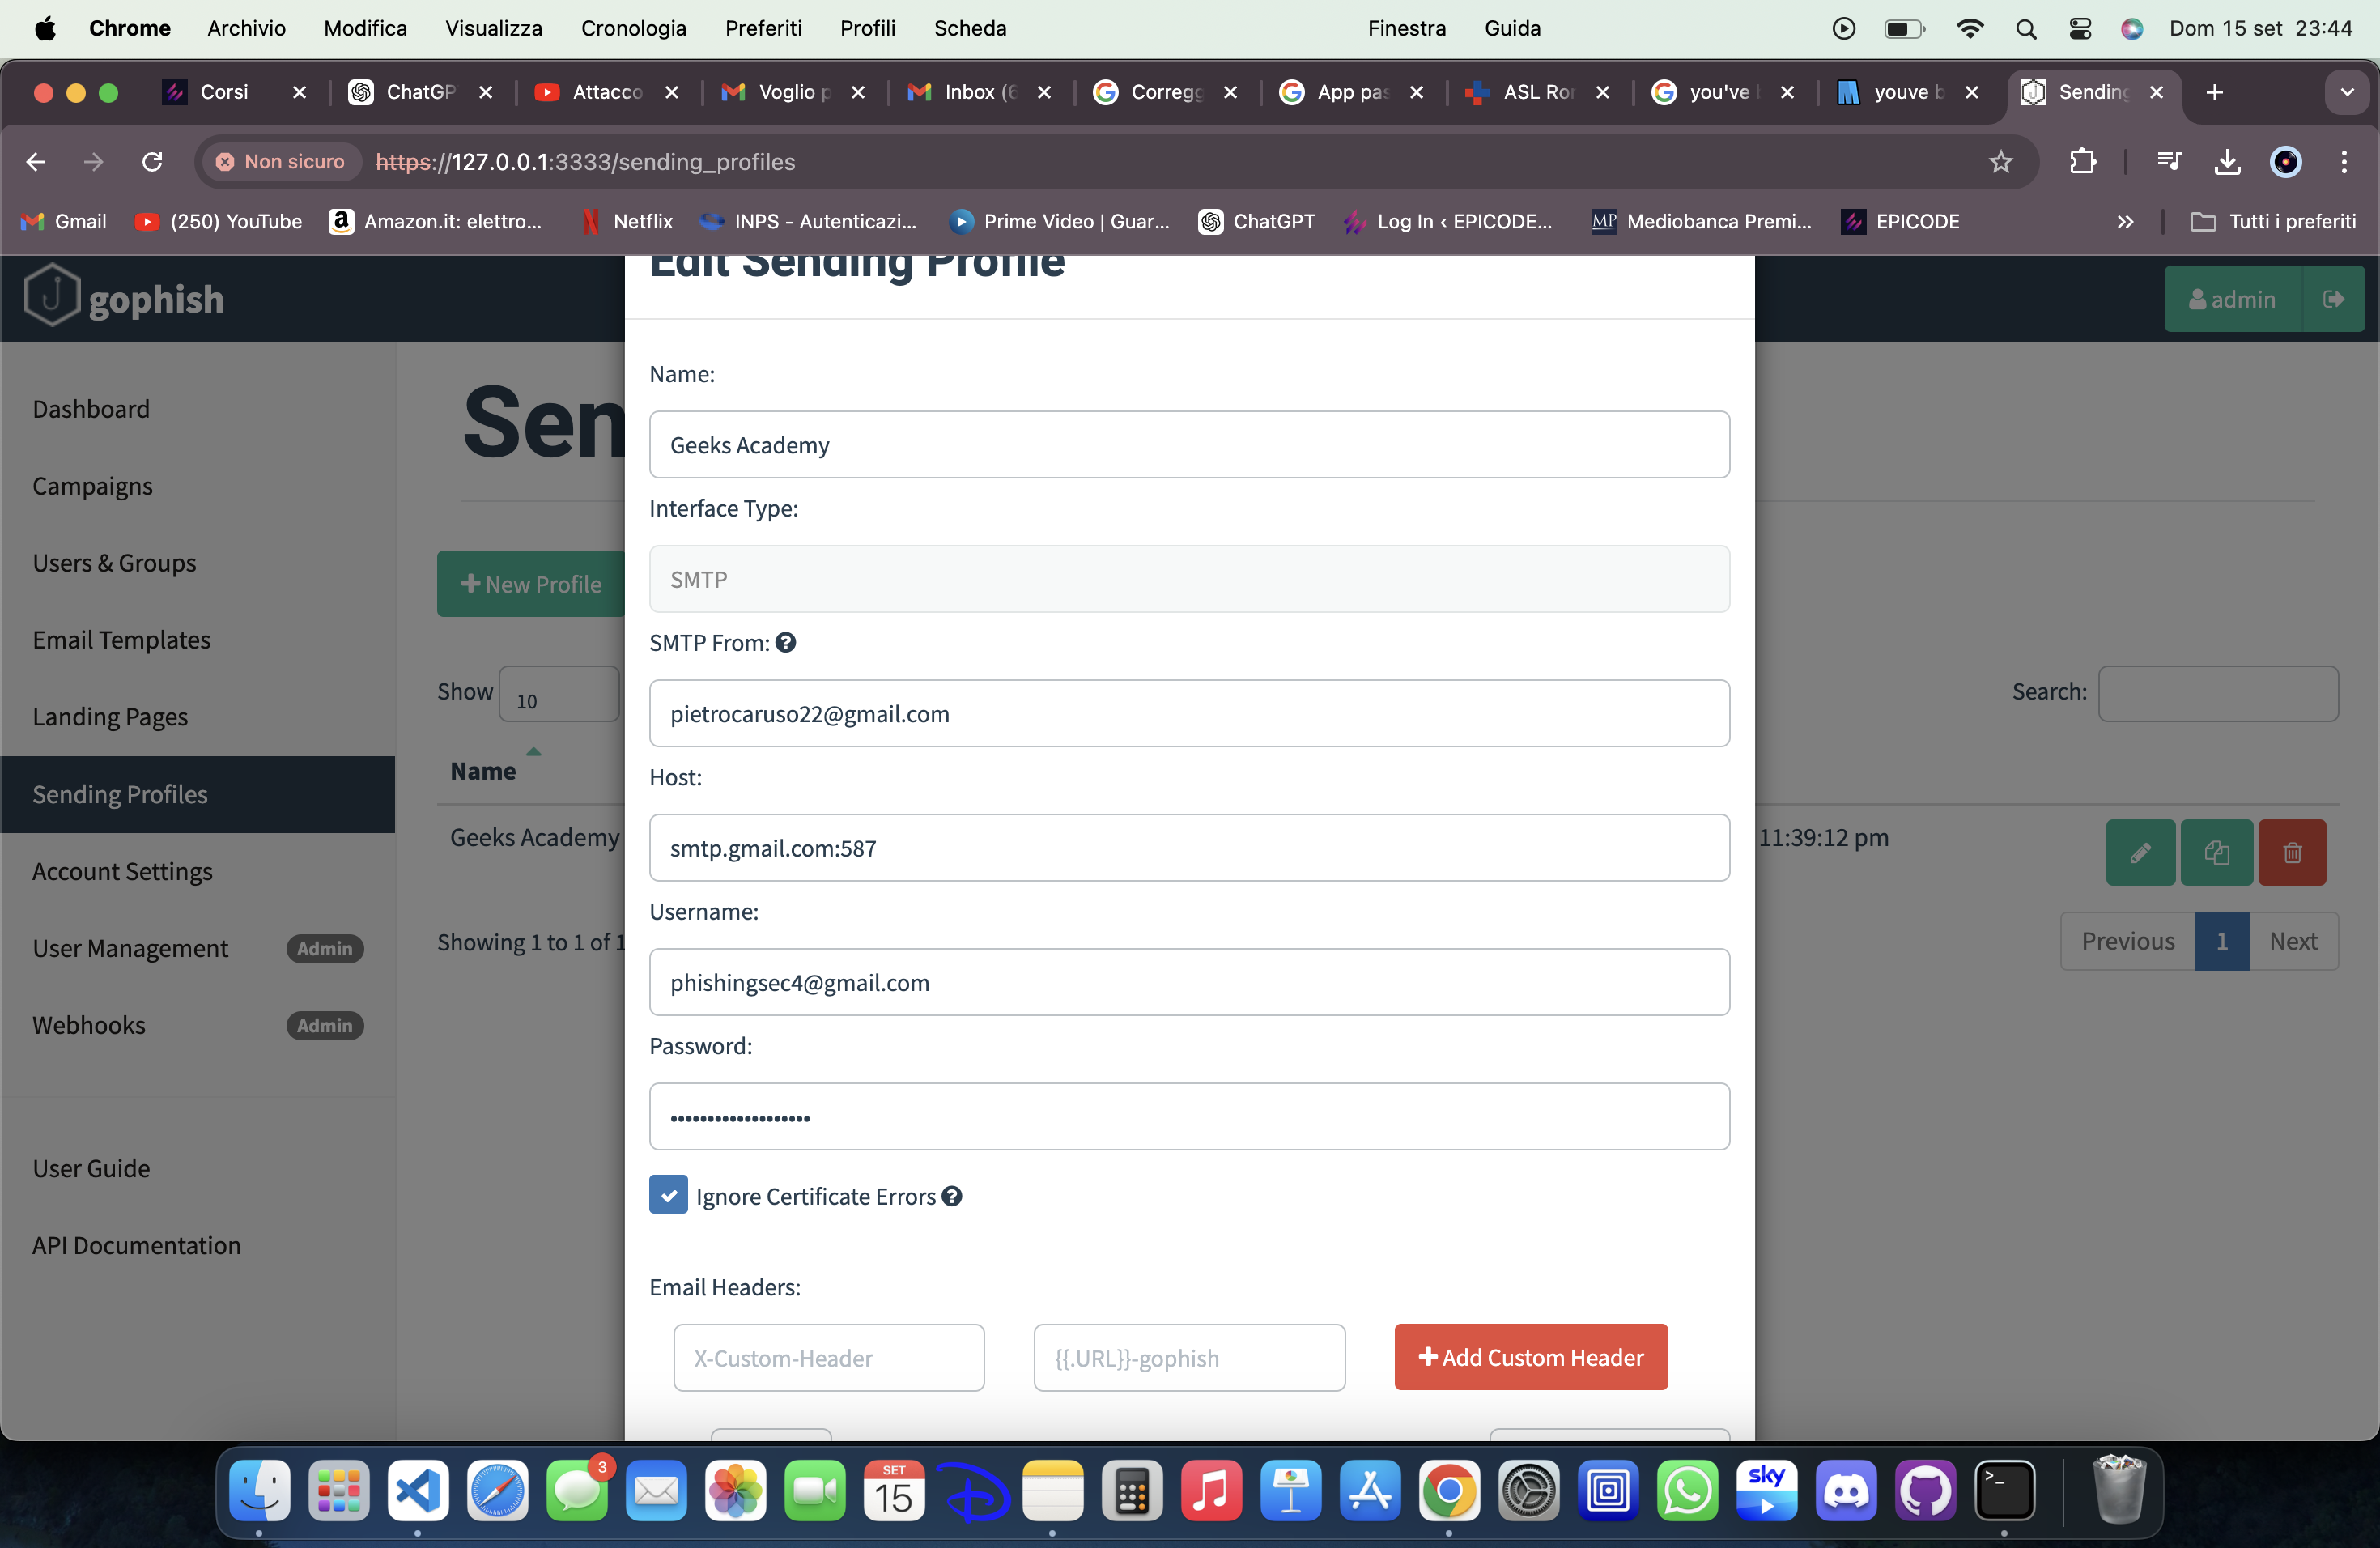 Chrome Archivio Modifica Visualizza Cronologia Preferiti Profili Scheda Finestra Guida Dom 15 set 23:44
Corsi ChatGP Attacco Voglio p Inbox (6 Correg App pas ASL Ror you've youve b Sending
Non sicuro https://127.0.0.1:3333/sending_profiles
Gmail (250) YouTube Amazon.it: elettro... Netflix INPS - Autenticazi... Prime Video | Guar... ChatGPT Log In ‹ EPICODE... MP Mediobanca Premi... EPICODE Tutti i preferiti
Edit Sending Profile
gophish
admin
Dashboard
Campaigns
Users & Groups
Email Templates
Landing Pages
Sending Profiles
Account Settings
User Management Admin
Webhooks Admin
User Guide
API Documentation
Sen
New Profile
Show 10
Search:
Name
Geeks Academy
11:39:12 pm
Showing 1 to 1 of 1
Previous 1 Next
Name:
Geeks Academy
Interface Type:
SMTP
SMTP From:
pietrocaruso22@gmail.com
Host:
smtp.gmail.com:587
Username:
phishingsec4@gmail.com
Password:
•••••••••••••••••••
Ignore Certificate Errors
Email Headers:
X-Custom-Header
{{.URL}}-gophish
Add Custom Header
3
SET
15
sky